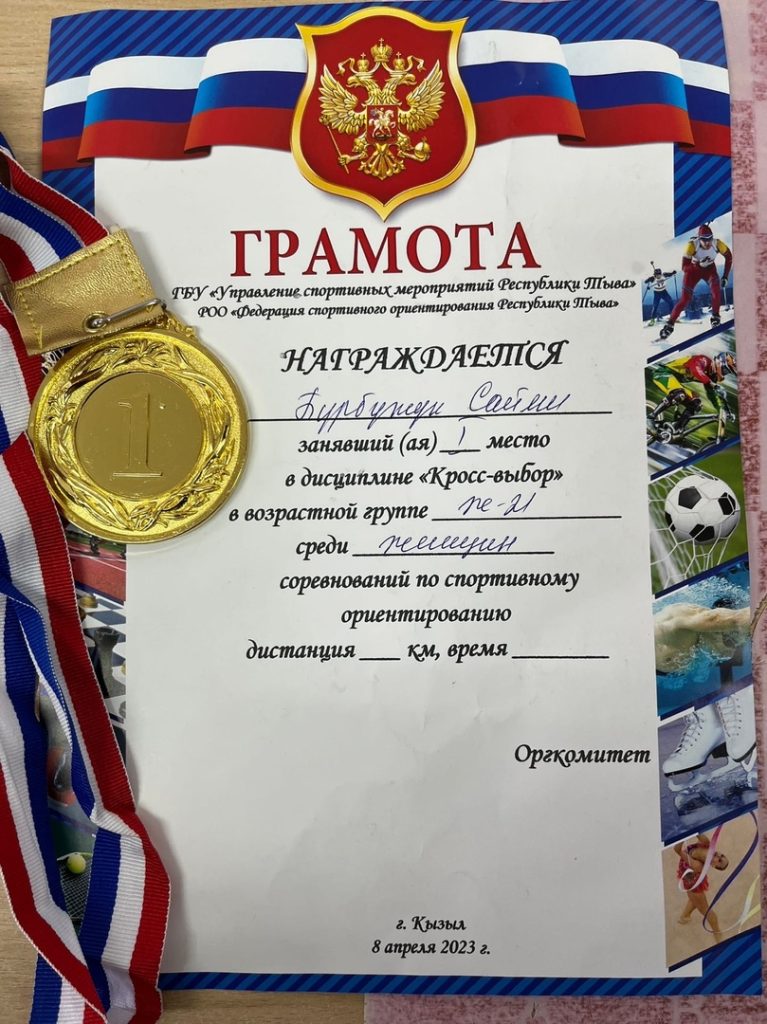 ГРАМОТА
ГБУ «Управление спортивных мероприятий Республики Тыва»
РОО «Федерация спортивного ориентирования Республики Тыва»
НАГРАЖДАЕТСЯ
Бурбужук Сайзи
занявший (ая) I место
в дисциплине «Кросс-выбор»
в возрастной группе Ж-21
среди женщин
соревнований по спортивному
ориентированию
дистанция ___ км, время ________
Оргкомитет
г. Кызыл
8 апреля 2023 г.
1